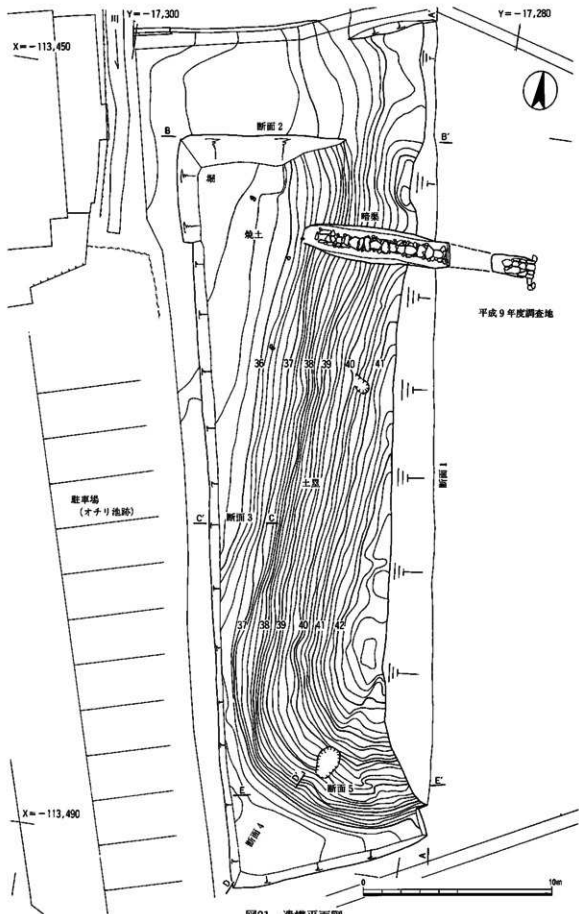 Y=-17,300
Y=-17,280
X=-113,450
川
A'
断面2
B
B'
堀
焼土
暗渠
平成9年度調査地
36
37
38
39
40
41
断面1
土塁
駐車場
(オチリ池跡)
C'
断面3
C
37
38
39
40
41
42
D'
断面5
E
E'
断面4
X=-113,490
D
A
0
10m